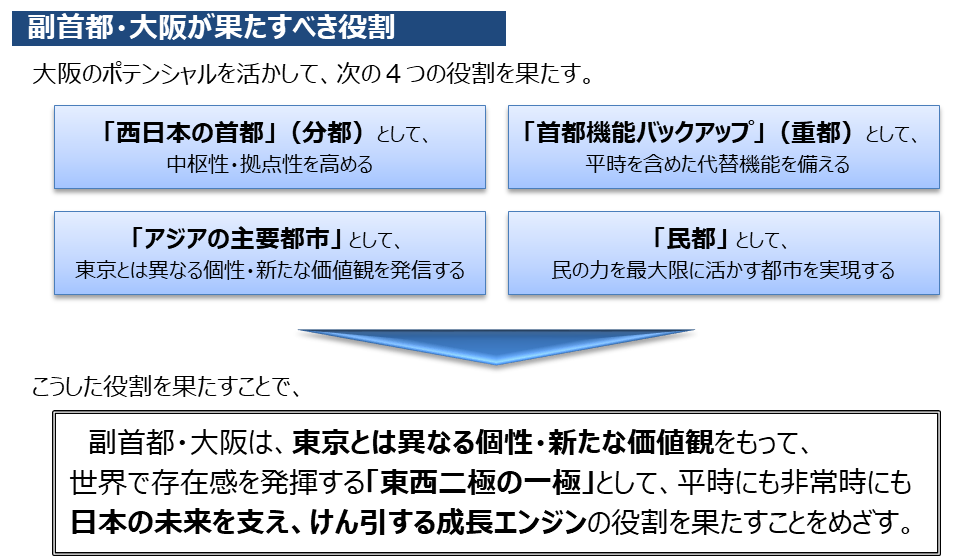 副首都・大阪が果たすべき役割
大阪のポテンシャルを活かして、次の４つの役割を果たす。
「西日本の首都」（分都）として、
中枢性・拠点性を高める
「首都機能バックアップ」（重都）として、
平時を含めた代替機能を備える
「アジアの主要都市」として、
東京とは異なる個性・新たな価値観を発信する
「民都」として、
民の力を最大限に活かす都市を実現する
こうした役割を果たすことで、
副首都・大阪は、東京とは異なる個性・新たな価値観をもって、
世界で存在感を発揮する「東西二極の一極」として、平時にも非常時にも
日本の未来を支え、けん引する成長エンジンの役割を果たすことをめざす。